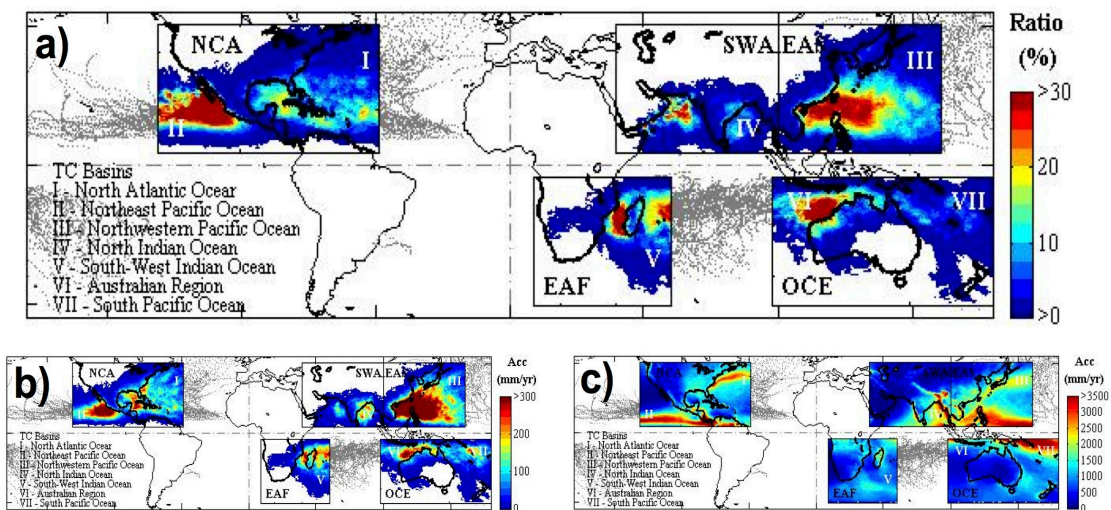 a)
Ratio
(%)
NCA
SWA EAS
I
III
>30
II
IV
20
TC Basins
I - North Atlantic Ocean
II - Northeast Pacific Ocean
III - Northwestern Pacific Ocean
IV - North Indian Ocean
V - South-West Indian Ocean
VI - Australian Region
VII - South Pacific Ocean
VI
VII
V
EAF
OCE
10
>0
b)
Acc
(mm/yr)
NCA
SWA EAS
I
III
>300
200
TC Basins
I - North Atlantic Ocean
II - Northeast Pacific Ocean
III - Northwestern Pacific Ocean
IV - North Indian Ocean
V - South-West Indian Ocean
VI - Australian Region
VII - South Pacific Ocean
VII
V
EAF
OCE
100
0
c)
Acc
(mm/yr)
NCA
SWA EAS
I
III
II
>3500
3000
2500
2000
1500
1000
500
0
TC Basins
I - North Atlantic Ocean
II - Northeast Pacific Ocean
III - Northwestern Pacific Ocean
IV - North Indian Ocean
V - South-West Indian Ocean
VI - Australian Region
VII - South Pacific Ocean
VI
VII
V
EAF
OCE